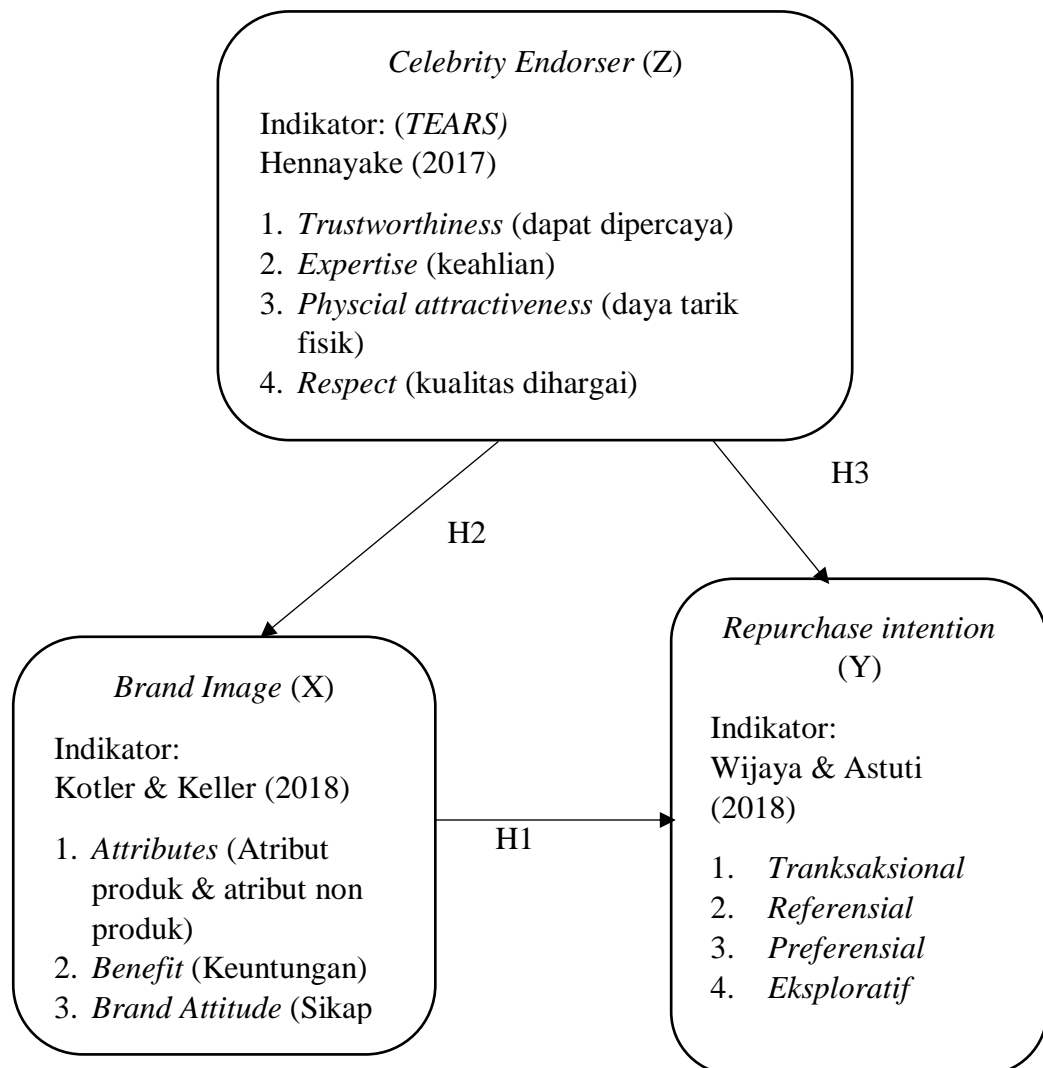 Celebrity Endorser (Z)
Indikator: (TEARS)
Hennayake (2017)
1. Trustworthiness (dapat dipercaya)
2. Expertise (keahlian)
3. Physcial attractiveness (daya tarik
fisik)
4. Respect (kualitas dihargai)
H2
H3
Brand Image (X)
Indikator:
Kotler & Keller (2018)
1. Attributes (Atribut
produk & atribut non
produk)
2. Benefit (Keuntungan)
3. Brand Attitude (Sikap
H1
Repurchase intention
(Y)
Indikator:
Wijaya & Astuti
(2018)
1. Tranksaksional
2. Referensial
3. Preferensial
4. Eksploratif